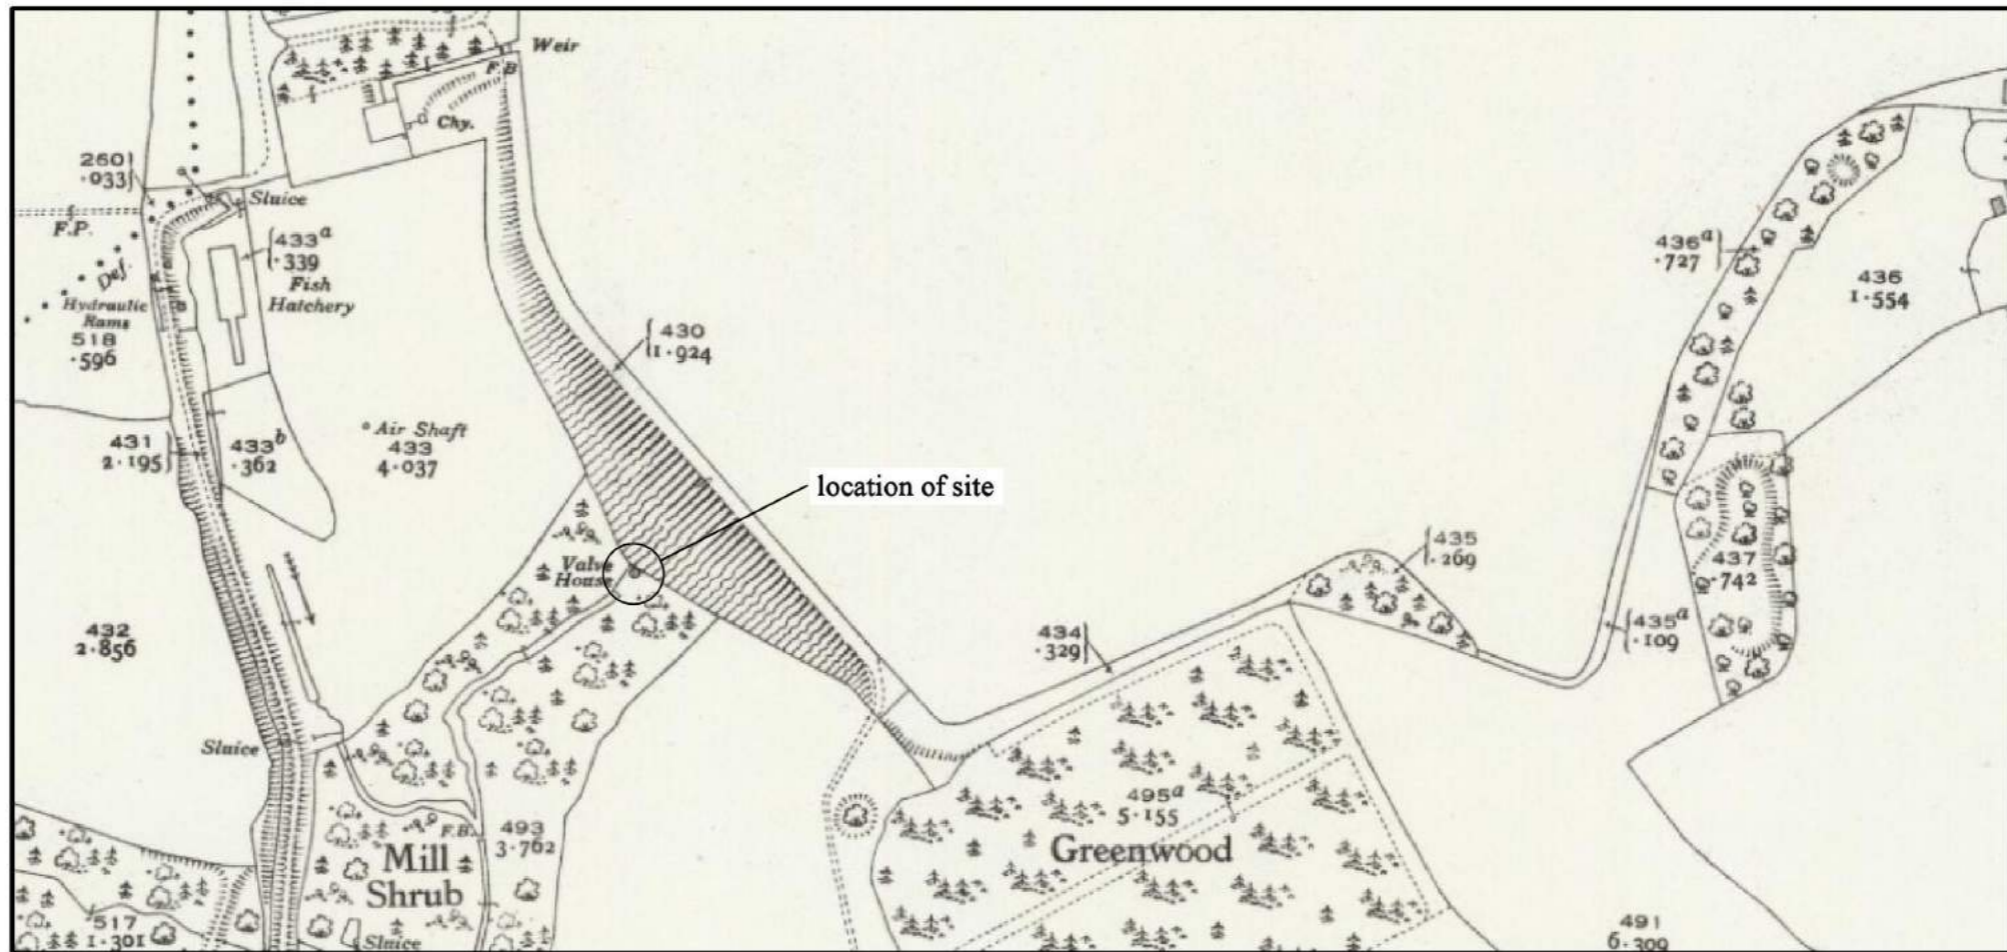 Weir
F.B.
Chy.
260
.033
Sluice
F.P.
433a
.339
Fish
Hatchery
Def.
Hydraulic
Rams
518
.596
430
1.924
436a
.727
436
1.554
431
2.195
433b
.362
Air Shaft
433
4.037
location of site
Valve
House
435
.269
437
.742
432
2.856
434
.329
435a
.109
Sluice
495a
5.155
Greenwood
F.B.
493
3.762
Mill
Shrub
517
1.301
Sluice
491
6.309